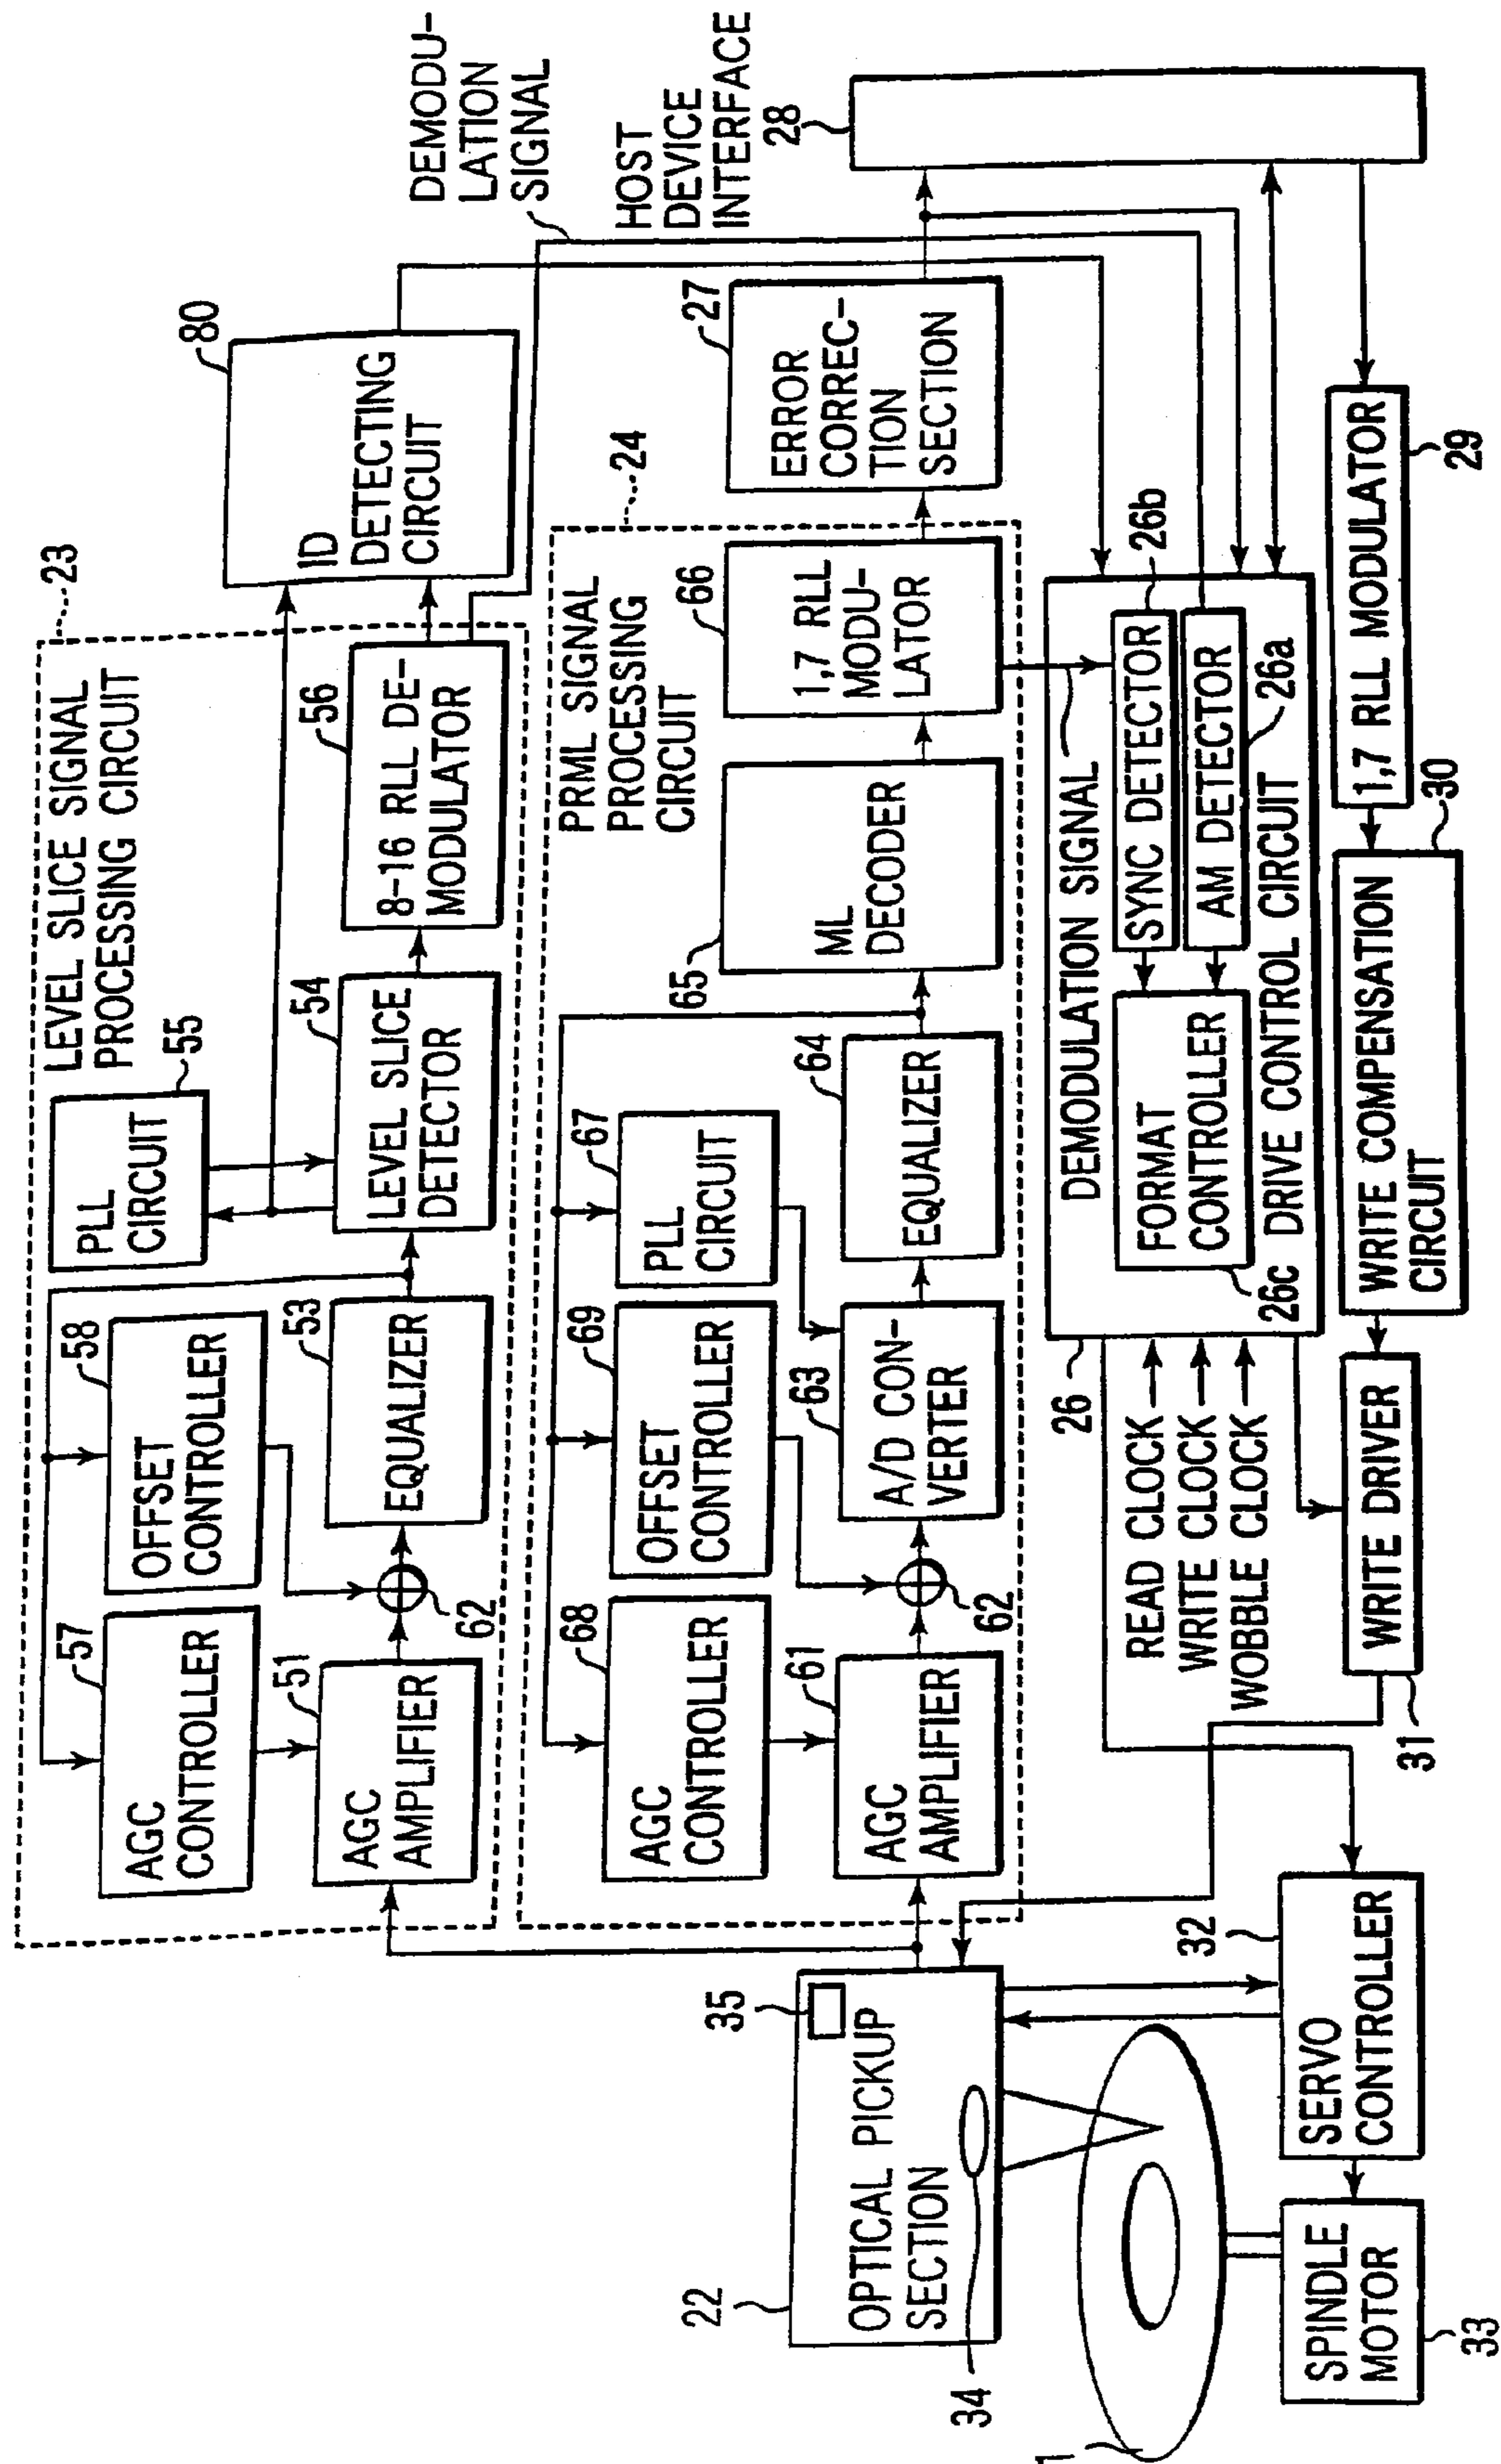 LEVEL SLICE SIGNAL
PROCESSING CIRCUIT
23
57
AGC
CONTROLLER
58
OFFSET
CONTROLLER
55
PLL
CIRCUIT
51
AGC
AMPLIFIER
62
53
EQUALIZER
54
LEVEL SLICE
DETECTOR
56
8-16 RLL DE-
MODULATOR
80
ID
DETECTING
CIRCUIT
DEMODU-
LATION
SIGNAL
PRML SIGNAL
PROCESSING
CIRCUIT
24
68
AGC
CONTROLLER
69
OFFSET
CONTROLLER
67
PLL
CIRCUIT
61
AGC
AMPLIFIER
62
63
A/D CON-
VERTER
64
EQUALIZER
65
ML
DECODER
66
1,7 RLL
MODU-
LATOR
27
ERROR
CORREC-
TION
SECTION
HOST
DEVICE
INTERFACE
28
22
35
OPTICAL PICKUP
SECTION
34
1
DEMODULATION SIGNAL
26
READ CLOCK
WRITE CLOCK
WOBBLE CLOCK
FORMAT
CONTROLLER
26c
SYNC DETECTOR
26b
AM DETECTOR
26a
DRIVE CONTROL CIRCUIT
SPINDLE
MOTOR
33
SERVO
CONTROLLER
32
WRITE DRIVER
31
WRITE COMPENSATION
CIRCUIT
30
1,7 RLL MODULATOR
29